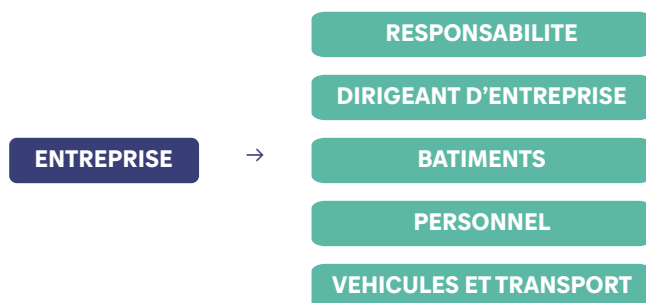 RESPONSABILITE
DIRIGEANT D’ENTREPRISE
ENTREPRISE → BATIMENTS
PERSONNEL
VEHICULES ET TRANSPORT